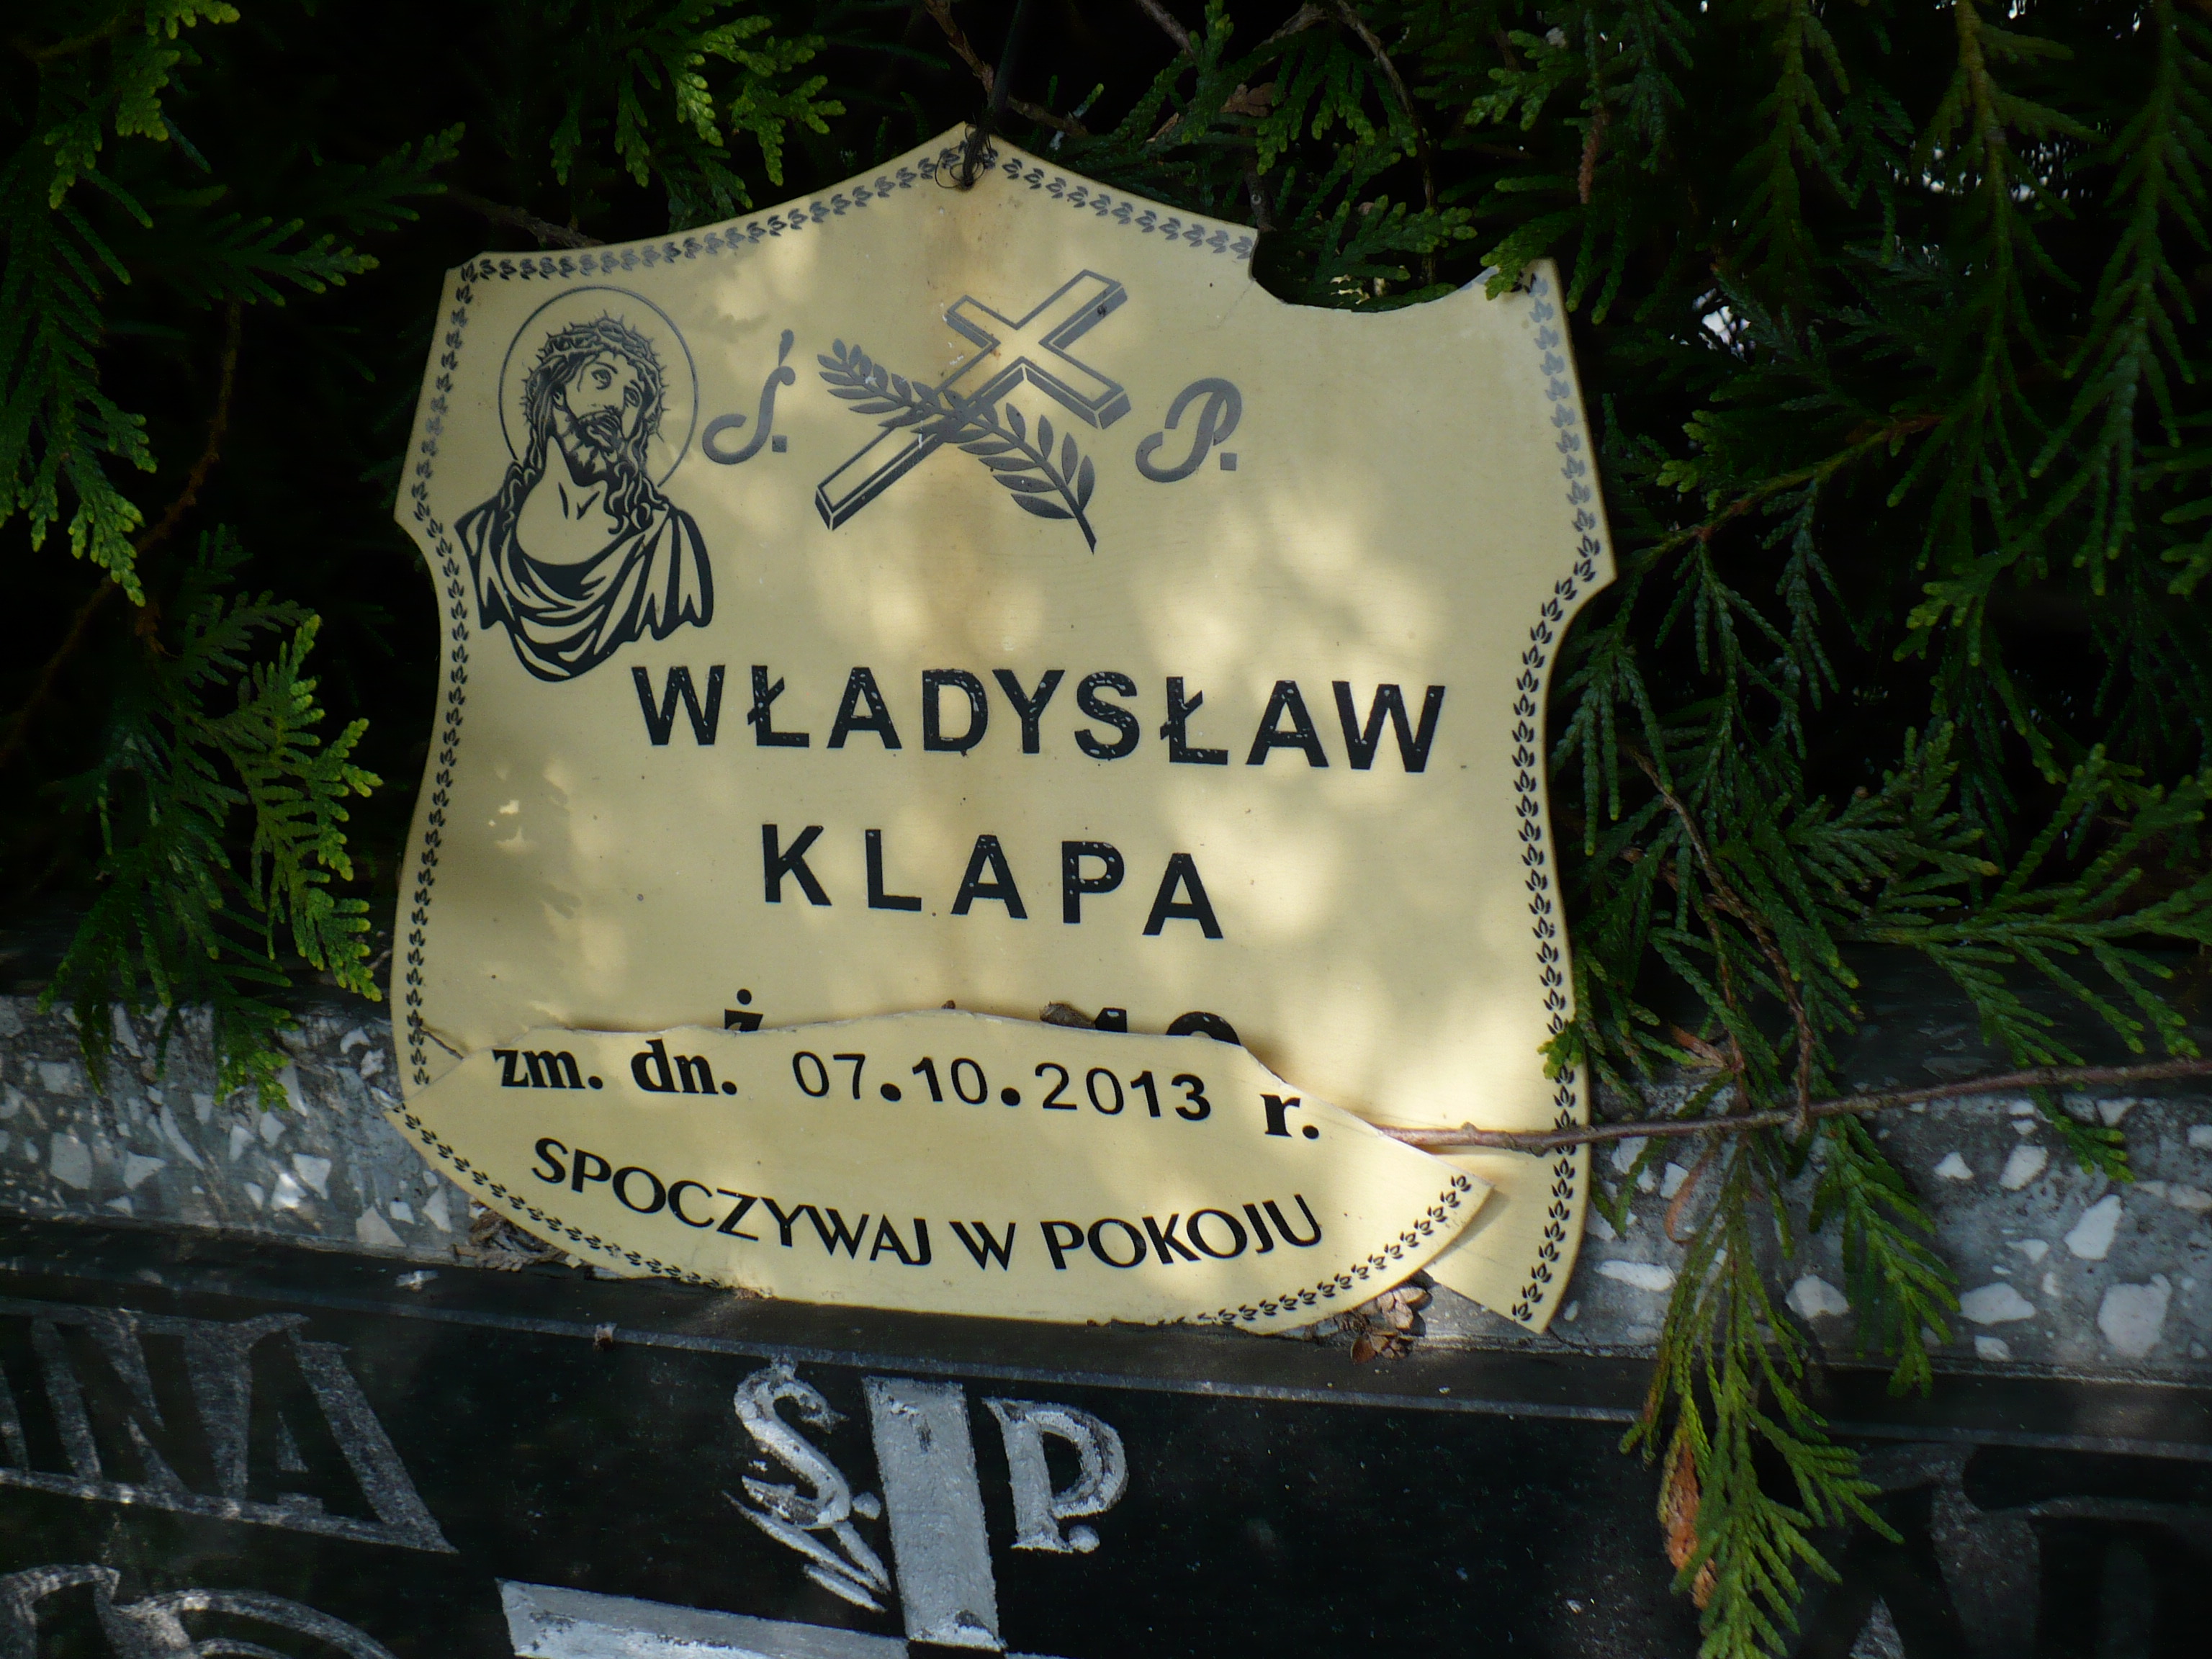 Ś. P.
WŁADYSŁAW
KLAPA
zm. dn. 07.10.2013 r.
SPOCZYWAJ W POKOJU
Ś. P.